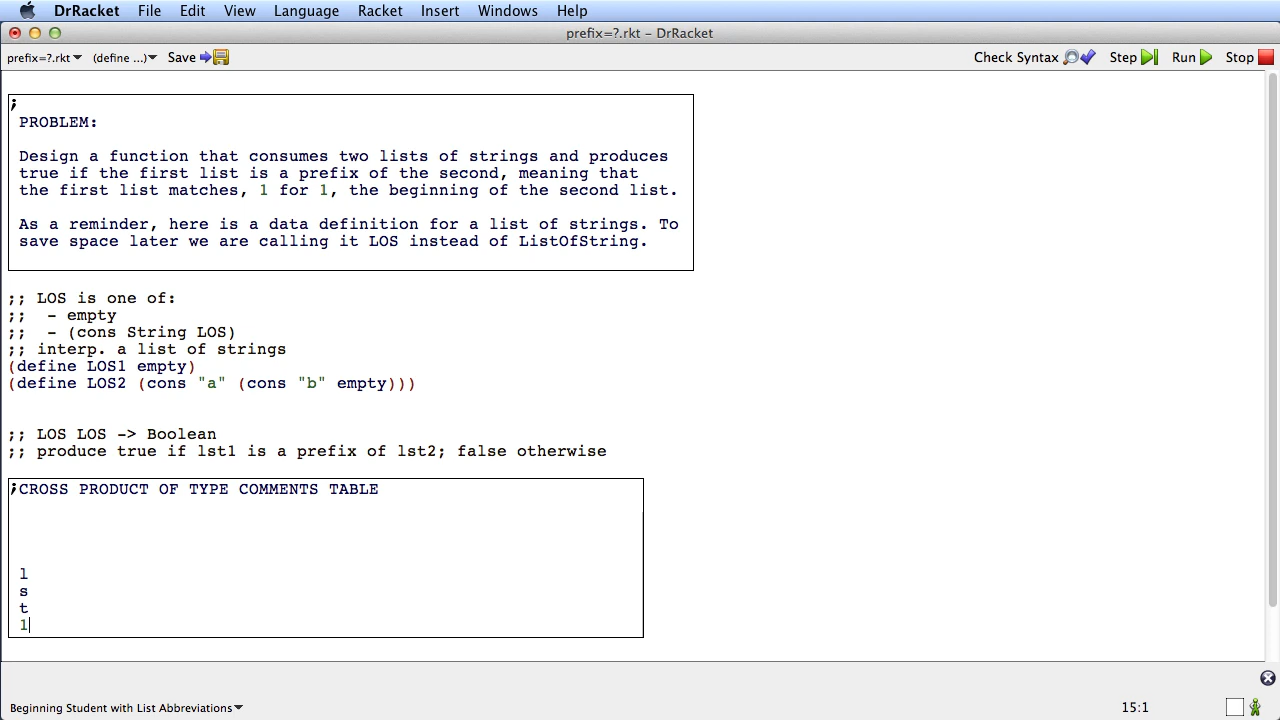 DrRacket File Edit View Language Racket Insert Windows Help
prefix=?.rkt - DrRacket
prefix=?.rkt (define ...) Save Check Syntax Step Run Stop
;
PROBLEM:
Design a function that consumes two lists of strings and produces
true if the first list is a prefix of the second, meaning that
the first list matches, 1 for 1, the beginning of the second list.
As a reminder, here is a data definition for a list of strings. To
save space later we are calling it LOS instead of ListOfString.
;; LOS is one of:
;;  - empty
;;  - (cons String LOS)
;; interp. a list of strings
(define LOS1 empty)
(define LOS2 (cons "a" (cons "b" empty)))
;; LOS LOS -> Boolean
;; produce true if lst1 is a prefix of lst2; false otherwise
;CROSS PRODUCT OF TYPE COMMENTS TABLE
l
s
t
1
Beginning Student with List Abbreviations 15:1